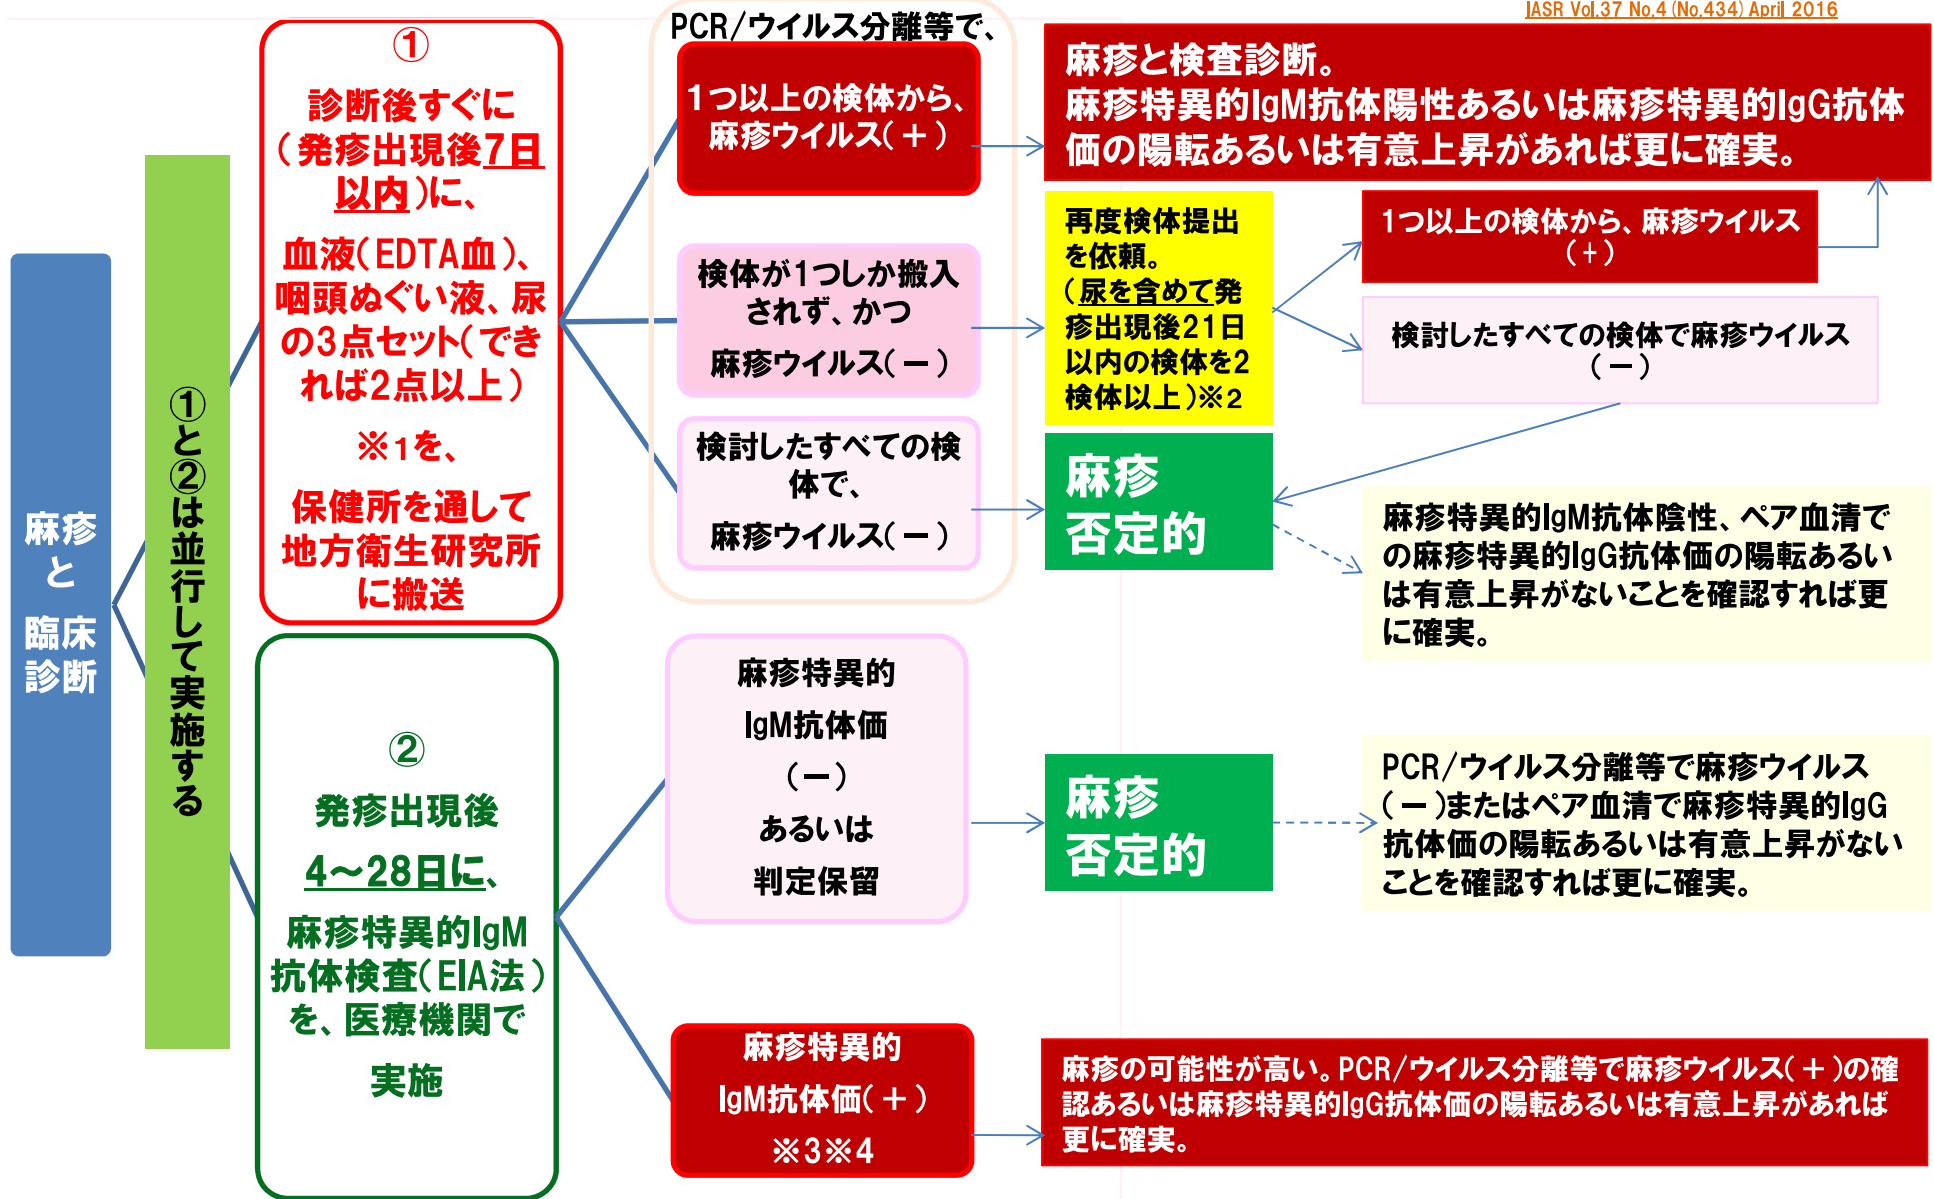 IASR Vol.37 No.4 (No.434) April 2016
麻疹
と
臨床
診断
①と②は並行して実施する
①
診断後すぐに
(発疹出現後7日
以内)に、
血液(EDTA血)、
咽頭ぬぐい液、尿
の3点セット(でき
れば2点以上)
※1を、
保健所を通して
地方衛生研究所
に搬送
PCR/ウイルス分離等で、
1つ以上の検体から、
麻疹ウイルス(+)
検体が1つしか搬入
されず、かつ
麻疹ウイルス(-)
検討したすべての検
体で、
麻疹ウイルス(-)
麻疹と検査診断。
麻疹特異的IgM抗体陽性あるいは麻疹特異的IgG抗体
価の陽転あるいは有意上昇があれば更に確実。
再度検体提出
を依頼。
(尿を含めて発
疹出現後21日
以内の検体を2
検体以上)※2
1つ以上の検体から、麻疹ウイルス
(+)
検討したすべての検体で麻疹ウイルス
(-)
麻疹
否定的
麻疹特異的IgM抗体陰性、ペア血清で
の麻疹特異的IgG抗体価の陽転あるい
は有意上昇がないことを確認すれば更
に確実。
②
発疹出現後
4～28日に、
麻疹特異的IgM
抗体検査(EIA法)
を、医療機関で
実施
麻疹特異的
IgM抗体価
(-)
あるいは
判定保留
麻疹
否定的
PCR/ウイルス分離等で麻疹ウイルス
(-)またはペア血清で麻疹特異的IgG
抗体価の陽転あるいは有意上昇がない
ことを確認すれば更に確実。
麻疹特異的
IgM抗体価(+)
※3※4
麻疹の可能性が高い。PCR/ウイルス分離等で麻疹ウイルス(+)の確
認あるいは麻疹特異的IgG抗体価の陽転あるいは有意上昇があれば
更に確実。